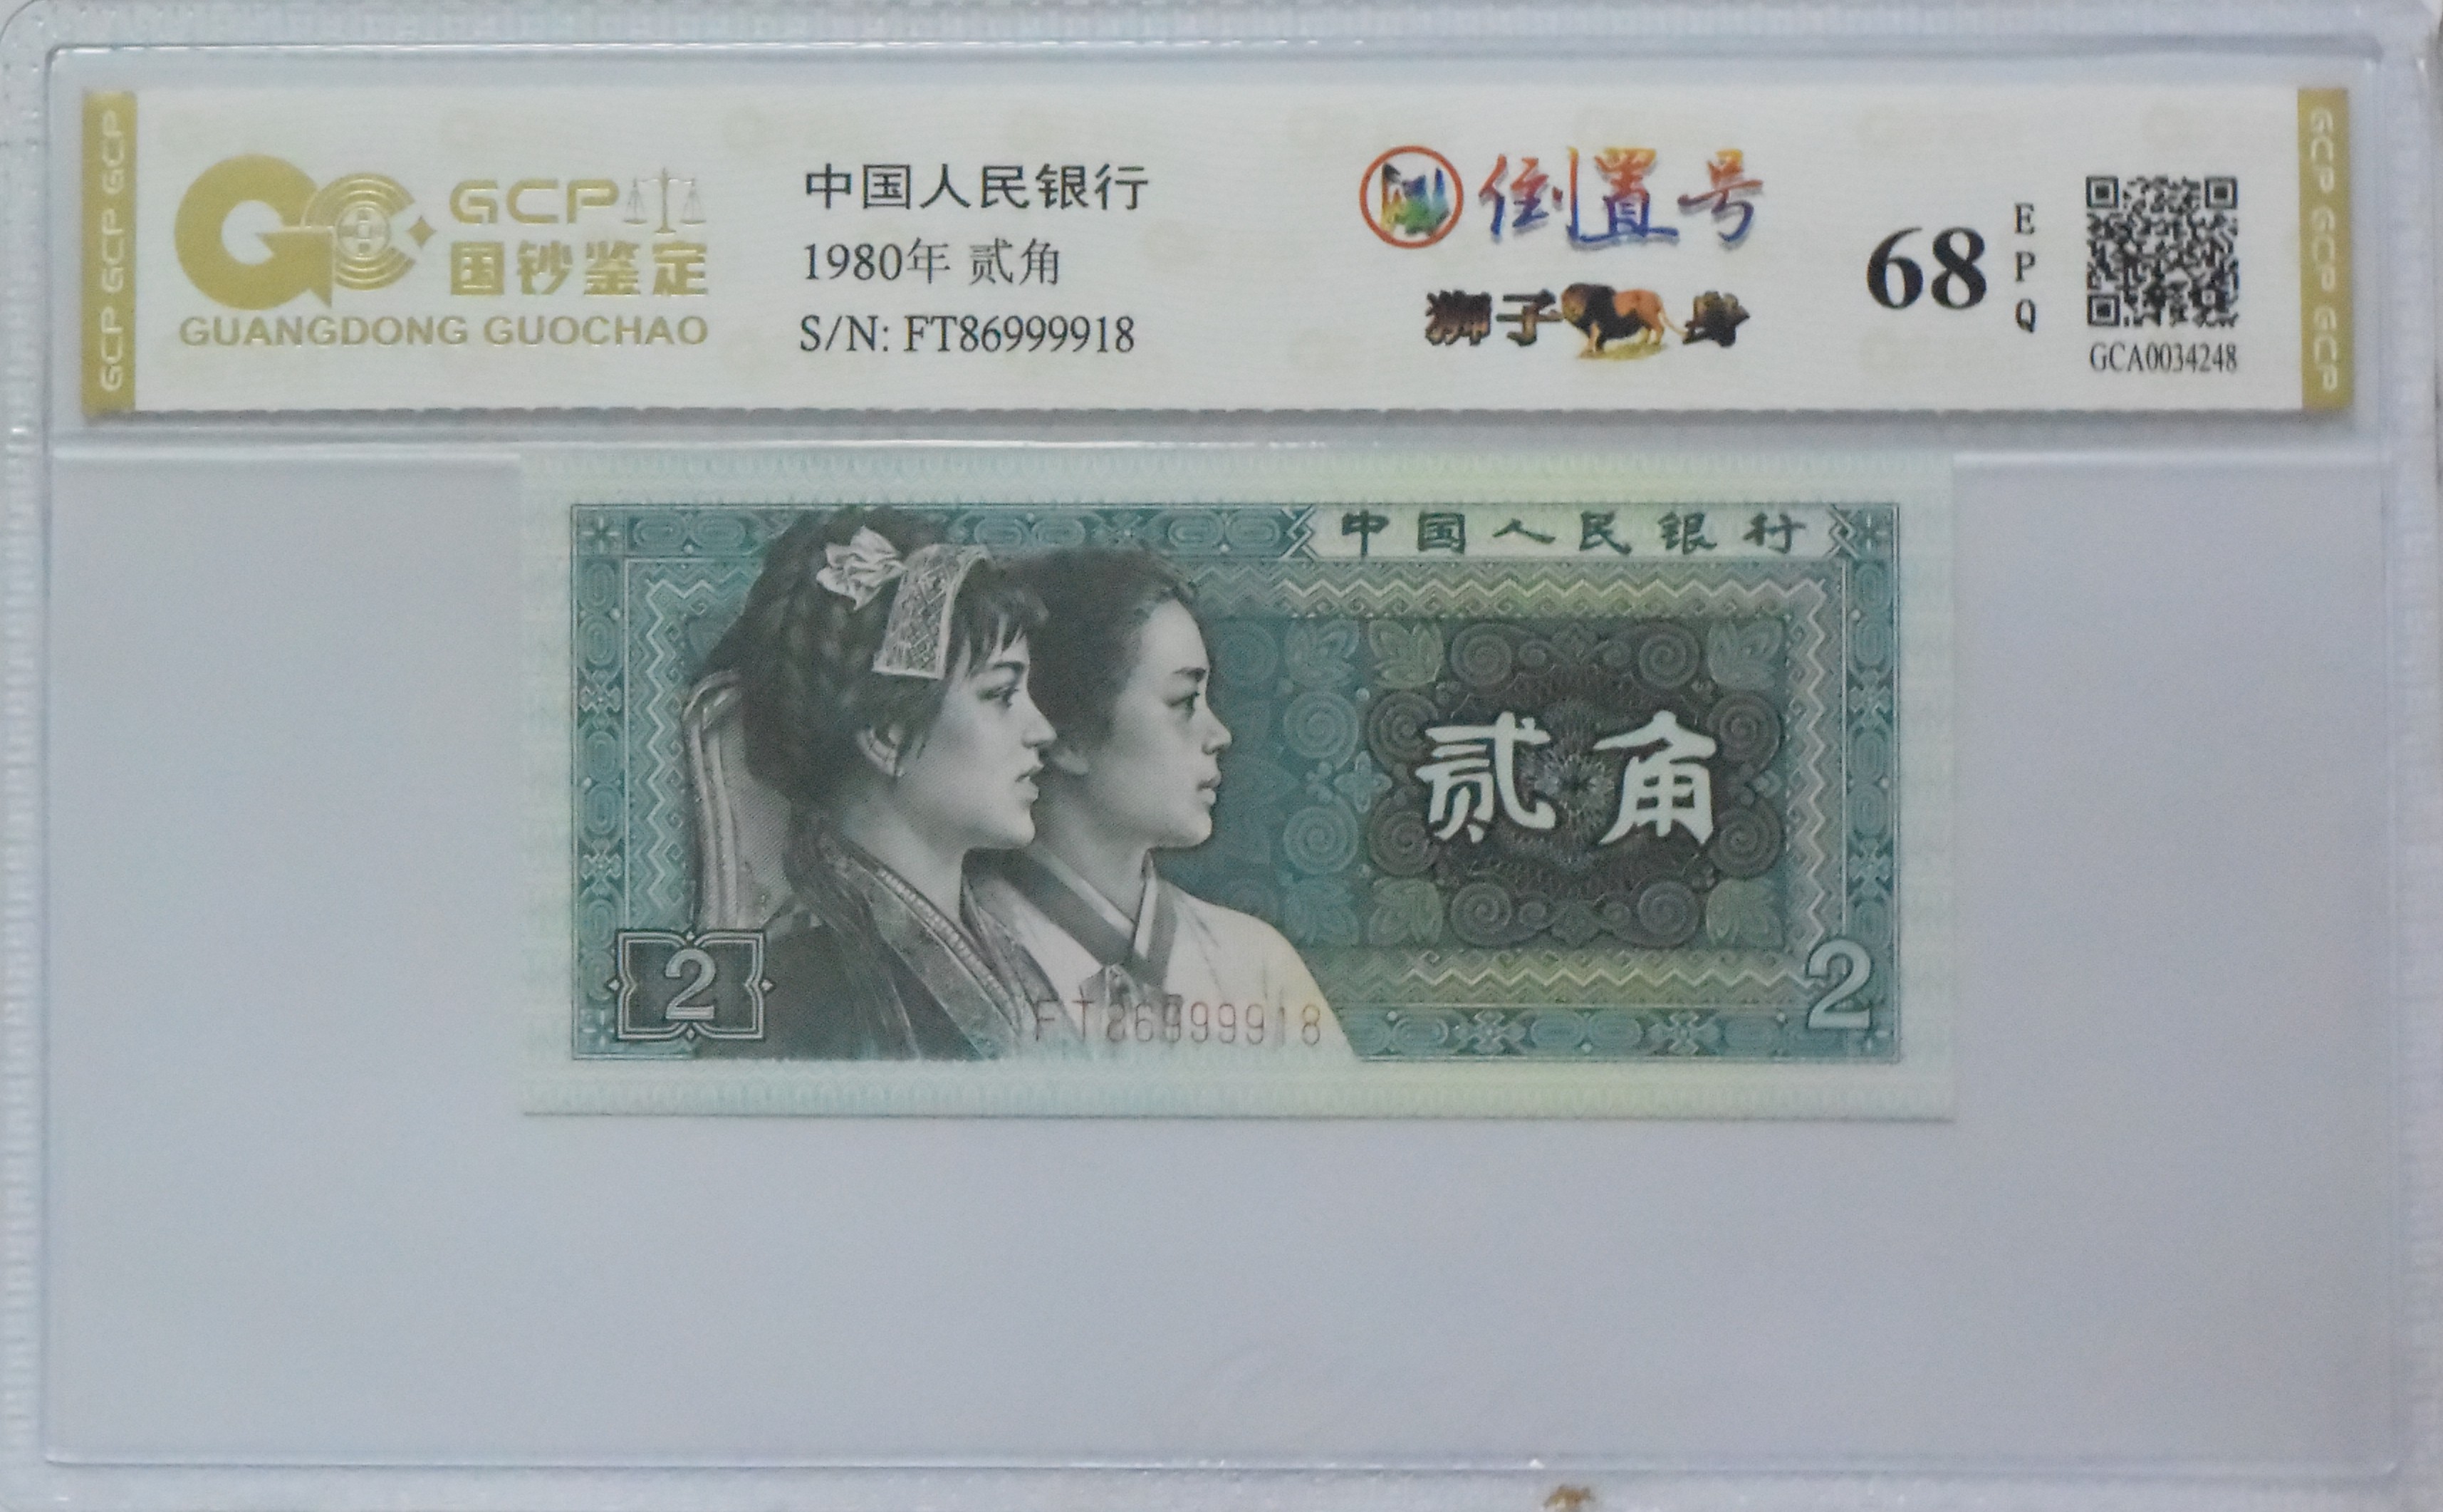 GCP GCP GCP
GCP
国钞鉴定
GUANGDONG GUOCHAO
中国人民银行
1980年 贰角
S/N: FT86999918
倒置号
狮子号
68
EPQ
GCA0034248
GCP GCP GCP
中国人民银行
贰角
2
FT86999918
2